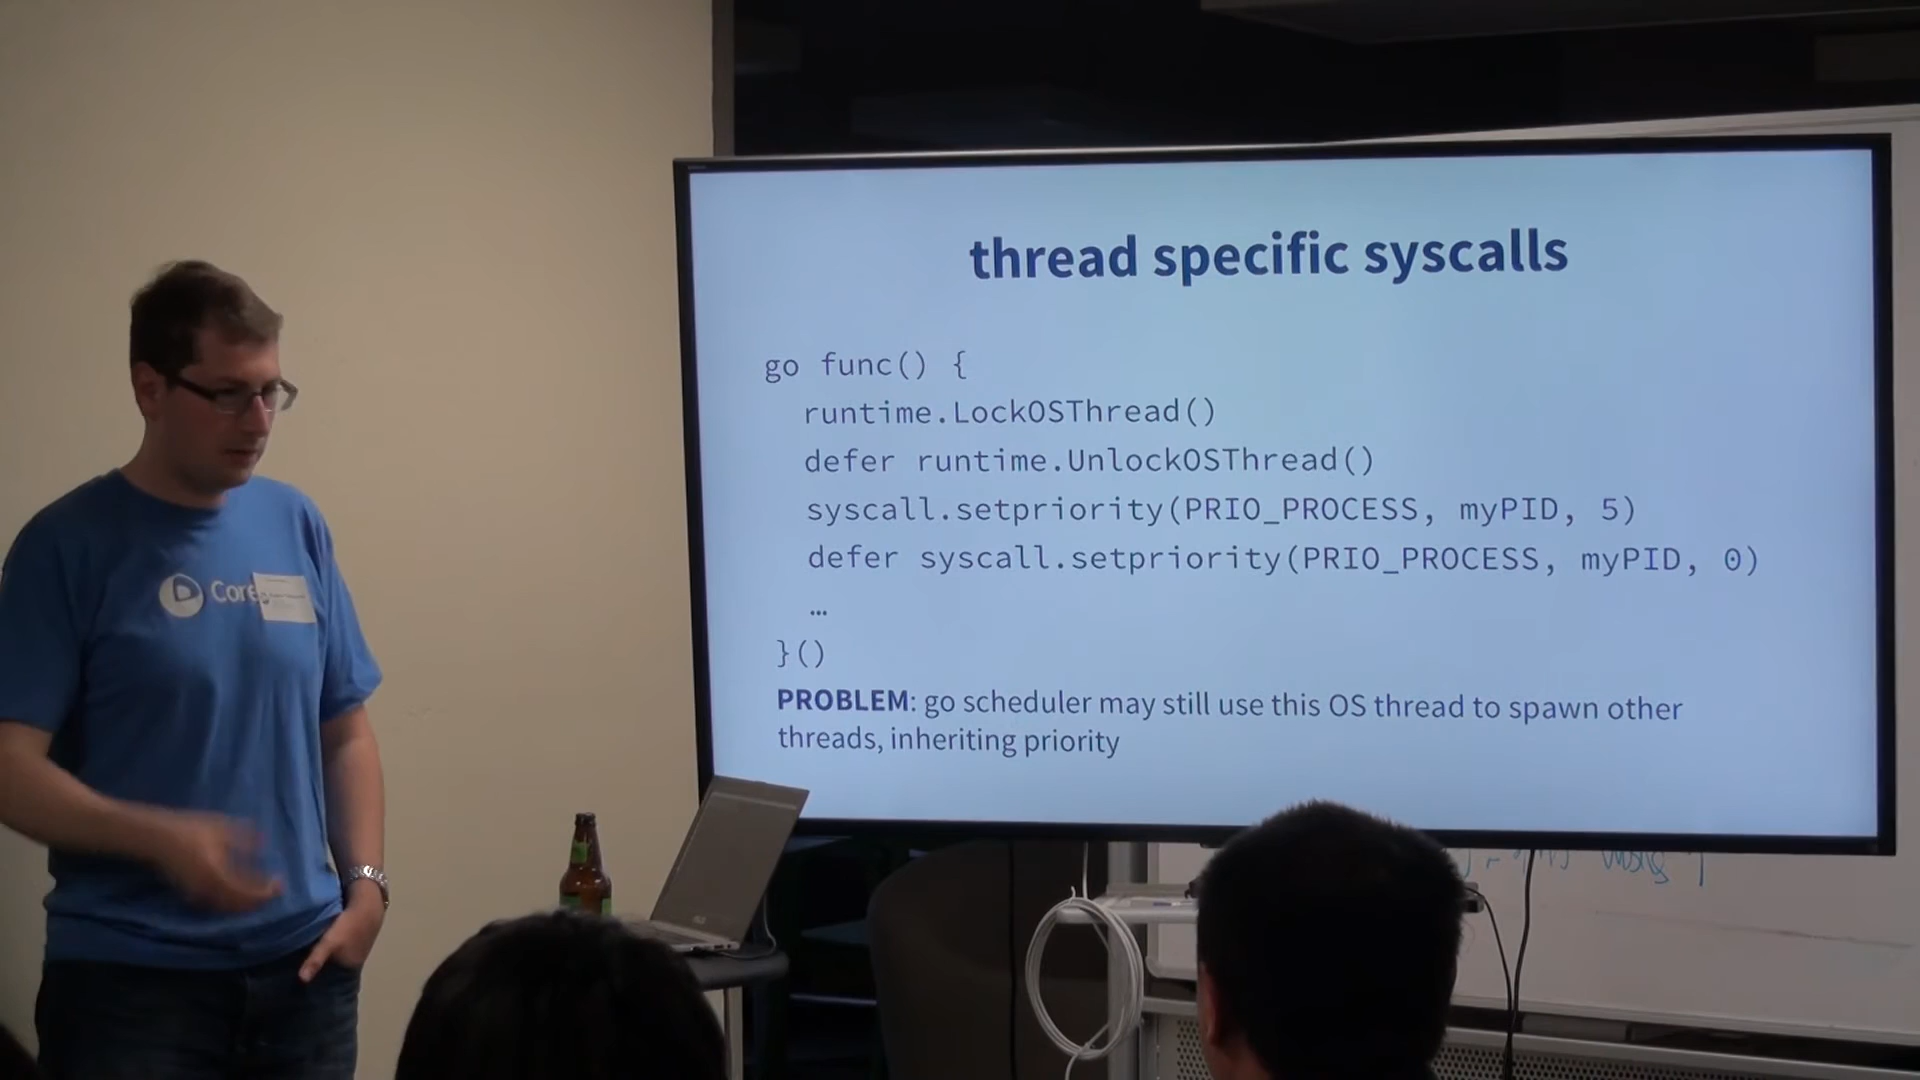 thread specific syscalls
go func() {
runtime.LockOSThread()
defer runtime.UnlockOSThread()
syscall.setpriority(PRIO_PROCESS, myPID, 5)
defer syscall.setpriority(PRIO_PROCESS, myPID, 0)
…
}()
PROBLEM: go scheduler may still use this OS thread to spawn other
threads, inheriting priority
Core